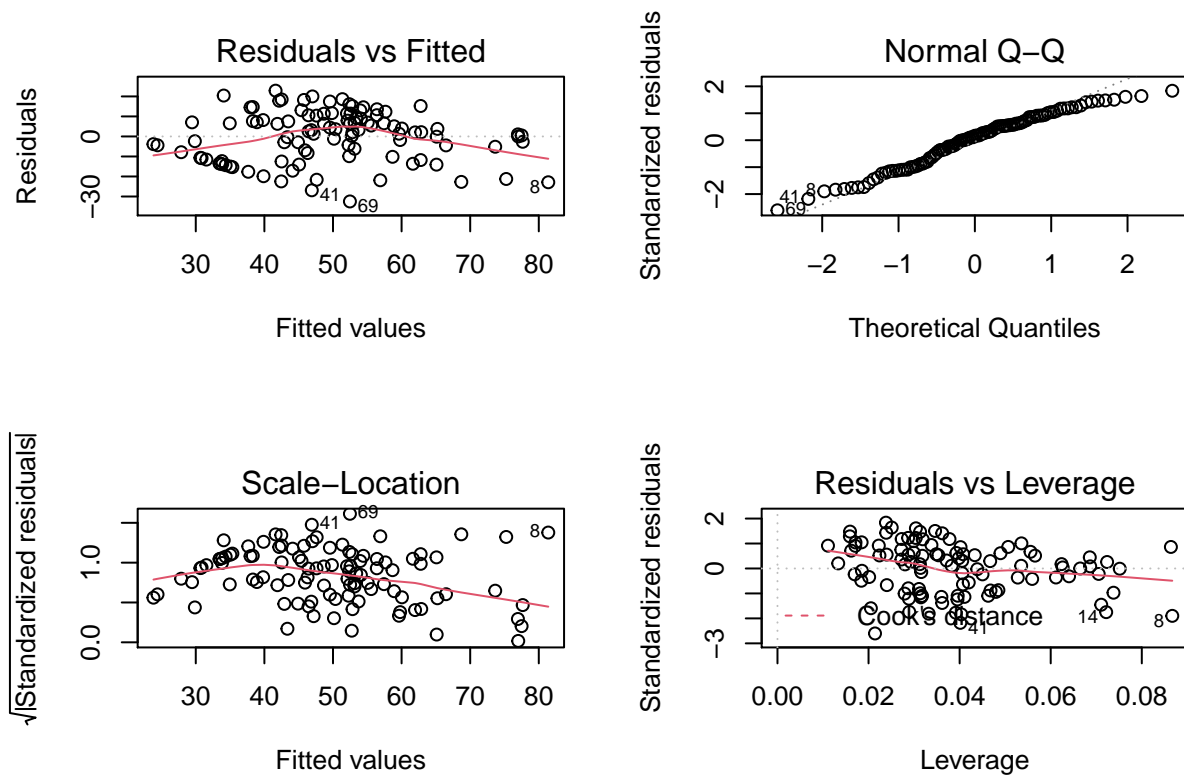 Residuals vs Fitted
Residuals
0
−30
41
69
8
30 40 50 60 70 80
Fitted values
Normal Q−Q
Standardized residuals
2
0
−2
41
8
69
−2 −1 0 1 2
Theoretical Quantiles
Scale−Location
√|Standardized residuals|
1.0
0.0
41
69
8
30 40 50 60 70 80
Fitted values
Residuals vs Leverage
Standardized residuals
2
0
−3
Cook's distance
41
14
8
0.00 0.02 0.04 0.06 0.08
Leverage